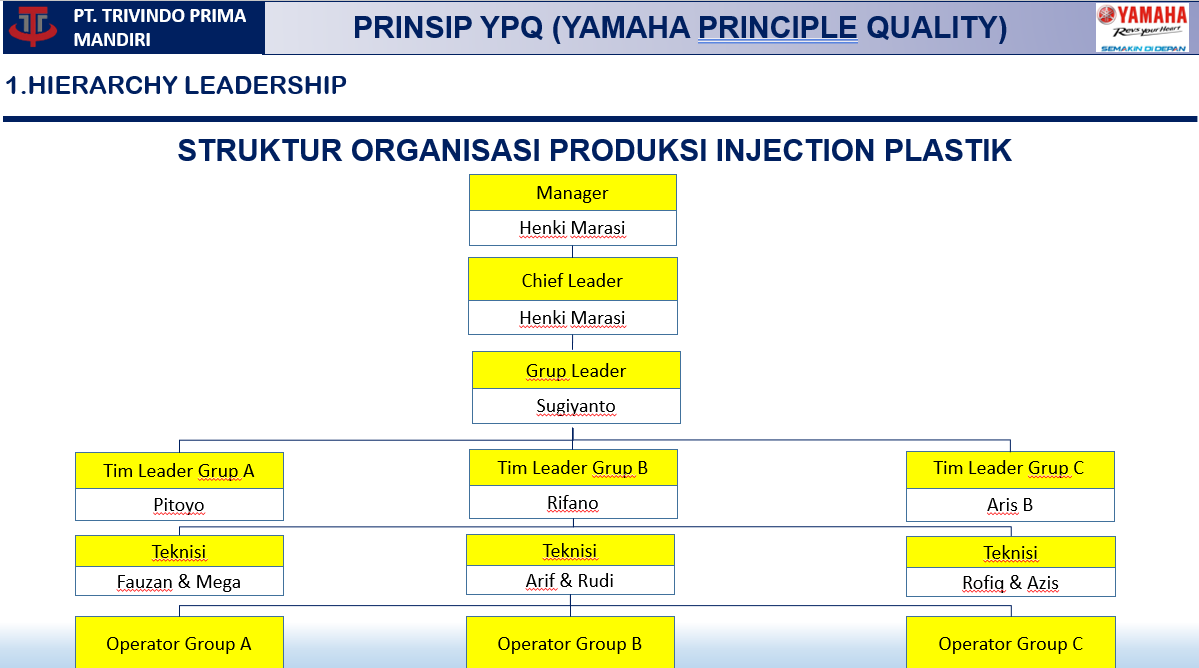 PT. TRIVINDO PRIMA
MANDIRI
PRINSIP YPQ (YAMAHA PRINCIPLE QUALITY)
YAMAHA
Revs your Heart
SEMAKIN DI DEPAN
1.HIERARCHY LEADERSHIP
STRUKTUR ORGANISASI PRODUKSI INJECTION PLASTIK
Manager
Henki Marasi
Chief Leader
Henki Marasi
Grup Leader
Sugiyanto
Tim Leader Grup A
Pitoyo
Tim Leader Grup B
Rifano
Tim Leader Grup C
Aris B
Teknisi
Fauzan & Mega
Teknisi
Arif & Rudi
Teknisi
Rofiq & Azis
Operator Group A
Operator Group B
Operator Group C